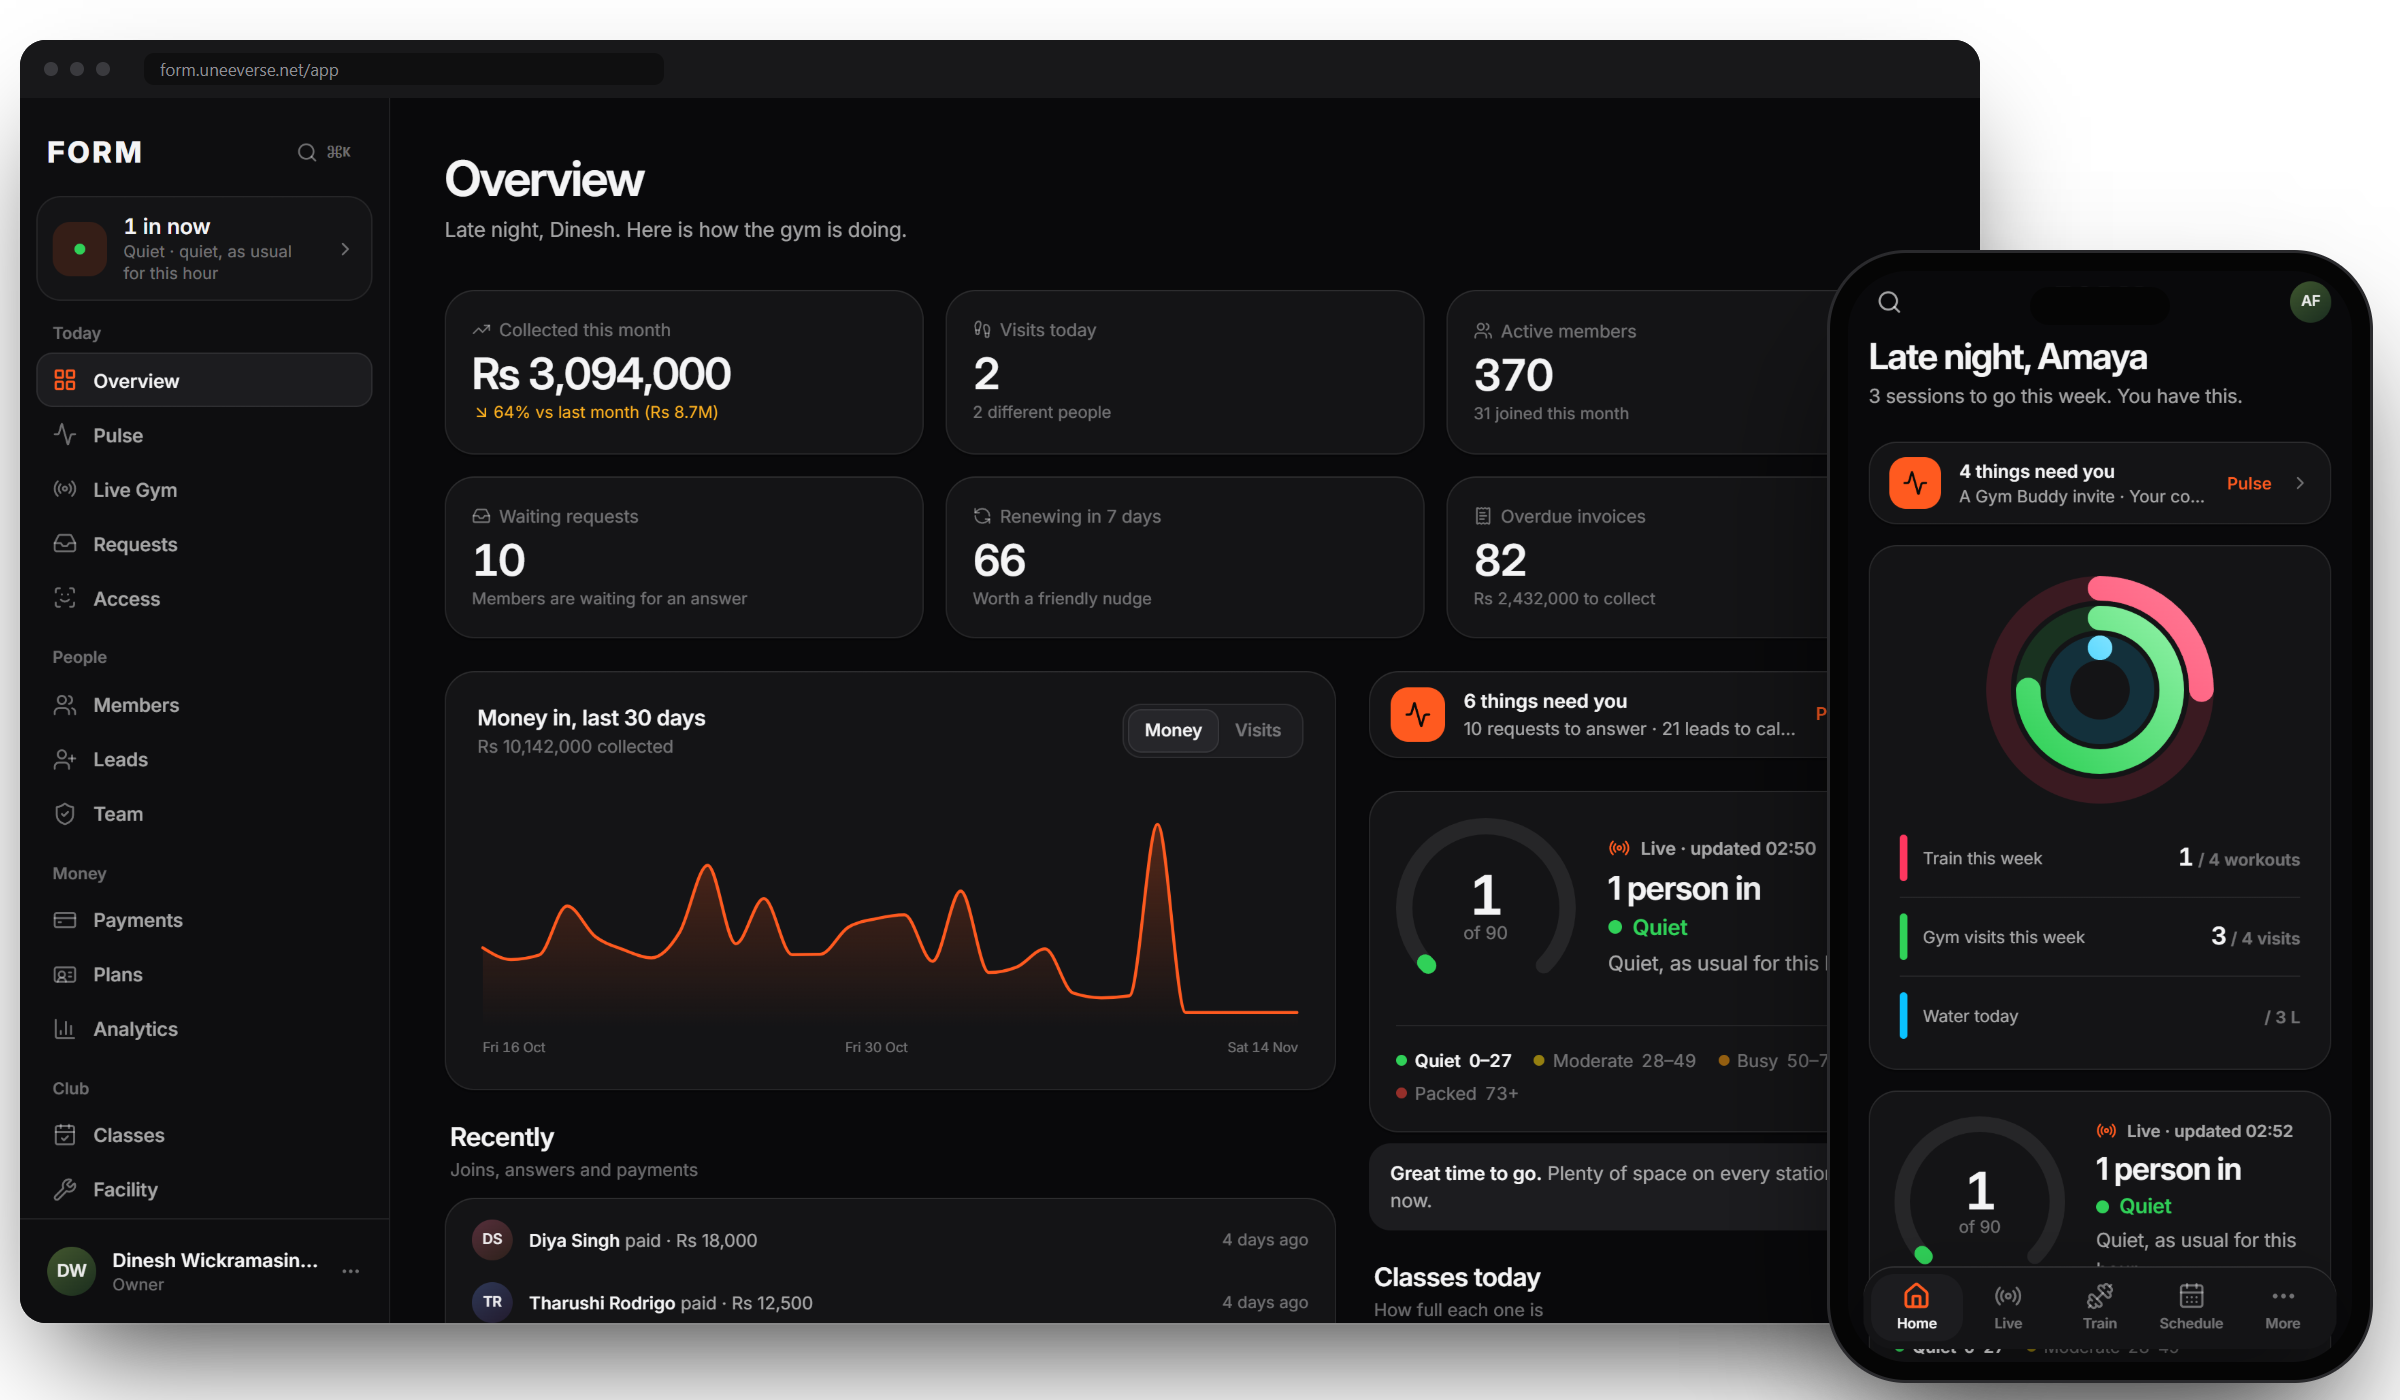 form.uneeverse.net/app
FORM
⌘K
1 in now
Quiet · quiet, as usual
for this hour
Today
Overview
Pulse
Live Gym
Requests
Access
People
Members
Leads
Team
Money
Payments
Plans
Analytics
Club
Classes
Facility
DW
Dinesh Wickramasin...
Owner
Overview
Late night, Dinesh. Here is how the gym is doing.
Collected this month
Rs 3,094,000
64% vs last month (Rs 8.7M)
Visits today
2
2 different people
Active members
370
31 joined this month
Waiting requests
10
Members are waiting for an answer
Renewing in 7 days
66
Worth a friendly nudge
Overdue invoices
82
Rs 2,432,000 to collect
Money in, last 30 days
Rs 10,142,000 collected
Money Visits
Fri 16 Oct Fri 30 Oct Sat 14 Nov
Recently
Joins, answers and payments
DS Diya Singh paid · Rs 18,000 4 days ago
TR Tharushi Rodrigo paid · Rs 12,500 4 days ago
6 things need you
10 requests to answer · 21 leads to cal...
1
of 90
Live · updated 02:50
1 person in
Quiet
Quiet, as usual for this
Quiet 0–27 Moderate 28–49 Busy 50–7
Packed 73+
Great time to go. Plenty of space on every
now.
Classes today
How full each one is
AF
Late night, Amaya
3 sessions to go this week. You have this.
4 things need you
A Gym Buddy invite · Your co...
Pulse
Train this week 1 / 4 workouts
Gym visits this week 3 / 4 visits
Water today / 3 L
1
of 90
Live · updated 02:52
1 person in
Quiet
Quiet, as usual for this
Home Live Train Schedule More